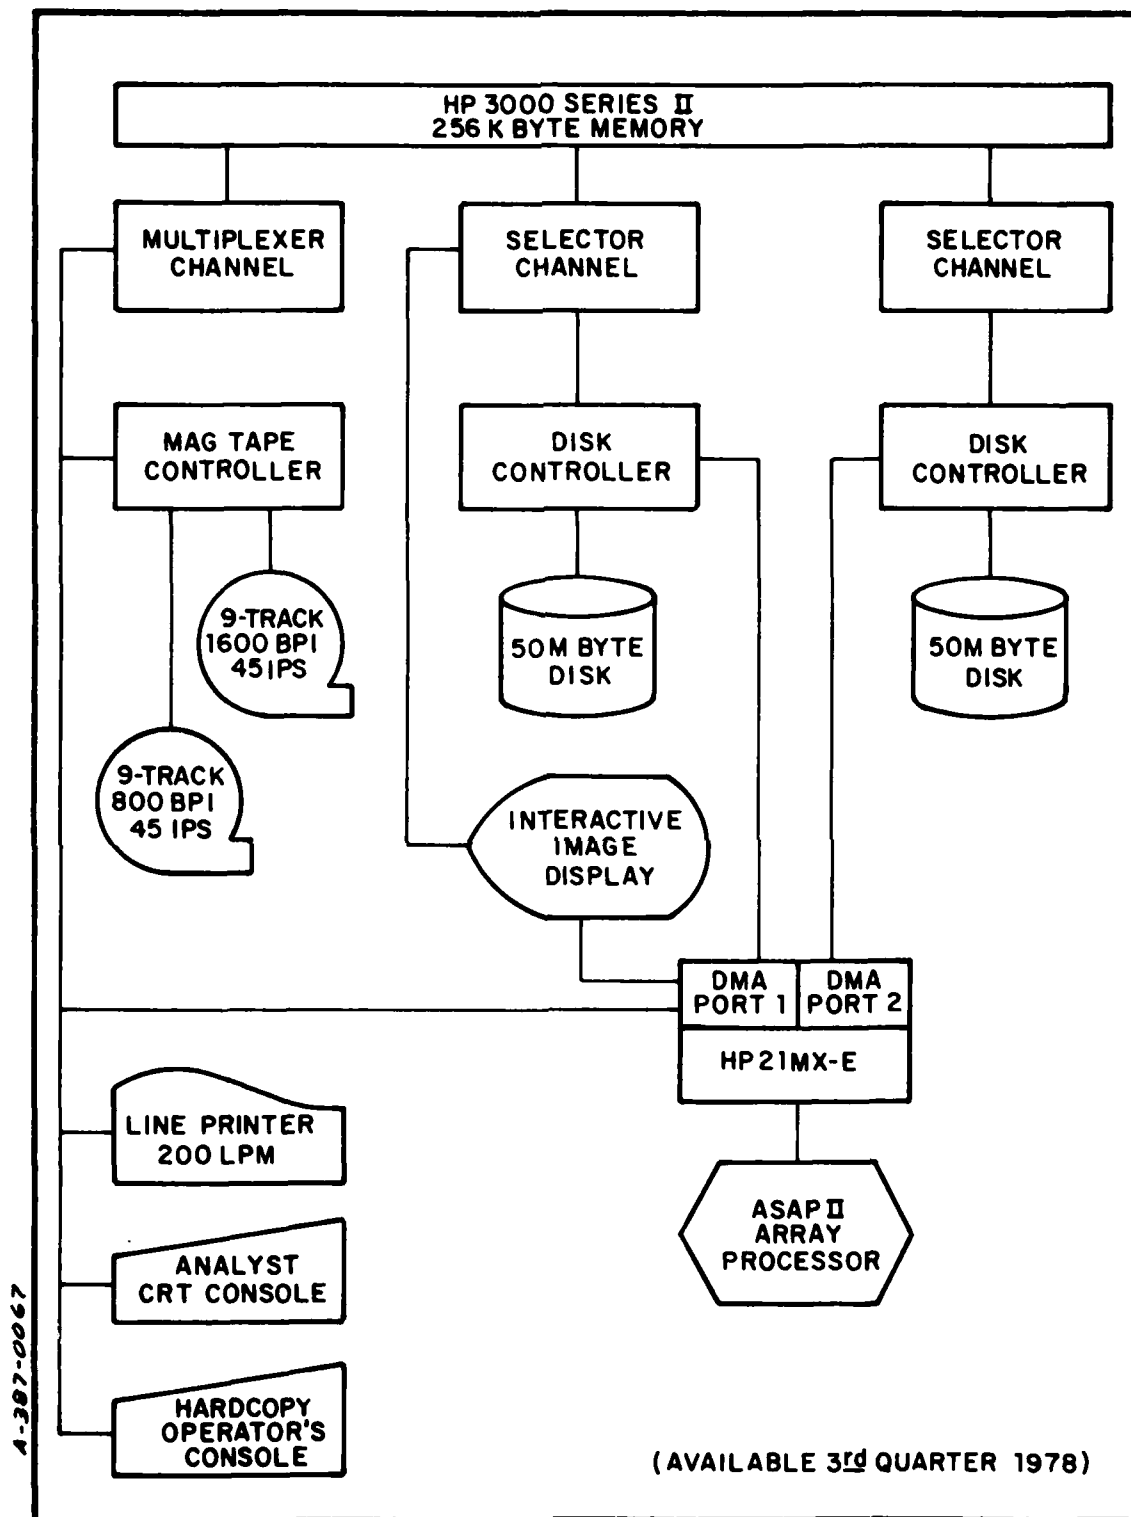 HP 3000 SERIES II
256 K BYTE MEMORY
MULTIPLEXER
CHANNEL
SELECTOR
CHANNEL
SELECTOR
CHANNEL
MAG TAPE
CONTROLLER
DISK
CONTROLLER
DISK
CONTROLLER
9-TRACK
1600 BPI
45 IPS
50M BYTE
DISK
50M BYTE
DISK
9-TRACK
800 BPI
45 IPS
INTERACTIVE
IMAGE
DISPLAY
DMA
PORT 1
DMA
PORT 2
HP21MX-E
LINE PRINTER
200 LPM
ASAP II
ARRAY
PROCESSOR
ANALYST
CRT CONSOLE
HARDCOPY
OPERATOR'S
CONSOLE
(AVAILABLE 3rd QUARTER 1978)
A-387-0067